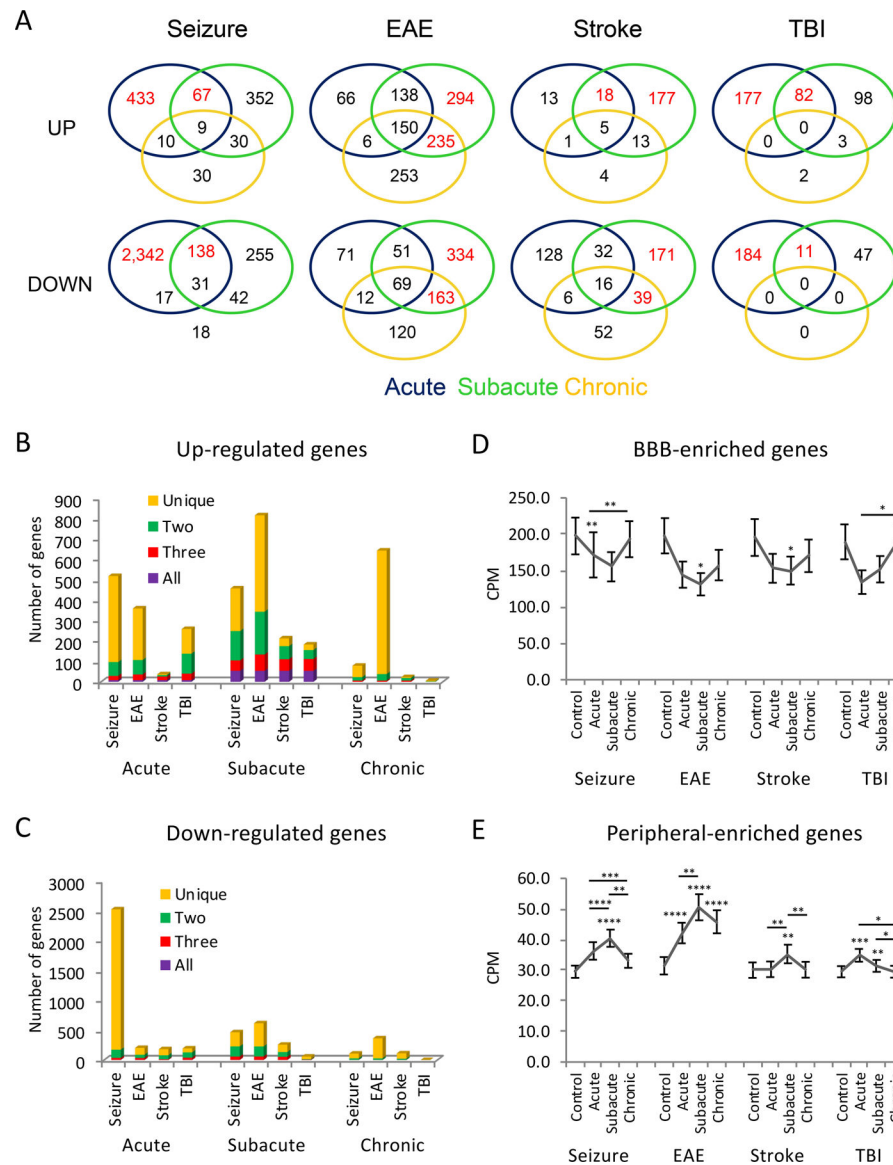 A
Seizure EAE Stroke TBI
UP
433 67 352
9
10 30
30
66 138 294
150
6 235
253
13 18 177
5
1 13
4
177 82 98
0
0 3
2
DOWN
2,342 138 255
31
17 42
18
71 51 334
69
12 163
120
128 32 171
16
6 39
52
184 11 47
0
0 0
0
Acute Subacute Chronic
B
Up-regulated genes
Number of genes
900
800
700
600
500
400
300
200
100
0
Unique
Two
Three
All
Seizure EAE Stroke TBI Seizure EAE Stroke TBI Seizure EAE Stroke TBI
Acute Subacute Chronic
C
Down-regulated genes
Number of genes
3000
2500
2000
1500
1000
500
0
Unique
Two
Three
All
Seizure EAE Stroke TBI Seizure EAE Stroke TBI Seizure EAE Stroke TBI
Acute Subacute Chronic
D
BBB-enriched genes
CPM
250.0
200.0
150.0
100.0
50.0
0.0
** ** * * *
Control Acute Subacute Chronic Control Acute Subacute Chronic Control Acute Subacute Chronic Control Acute Subacute Chronic
Seizure EAE Stroke TBI
E
Peripheral-enriched genes
CPM
60.0
50.0
40.0
30.0
20.0
10.0
0.0
*** ** **** ****
** **** **** ****
** ** **
* * *** **
Control Acute Subacute Chronic Control Acute Subacute Chronic Control Acute Subacute Chronic Control Acute Subacute Chronic
Seizure EAE Stroke TBI